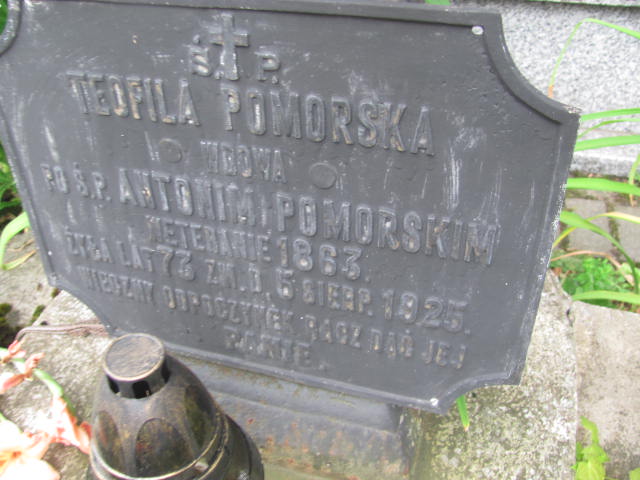 Ś. P.
TEOFILA POMORSKA
WDOWA
PO Ś.P. ANTONIM POMORSKIM
WETERANIE 1863.
ŻYŁA LAT 73 ZM. D. 5 SIERP. 1925.
WIECZNY ODPOCZYNEK RACZ DAĆ JEJ
PANIE.